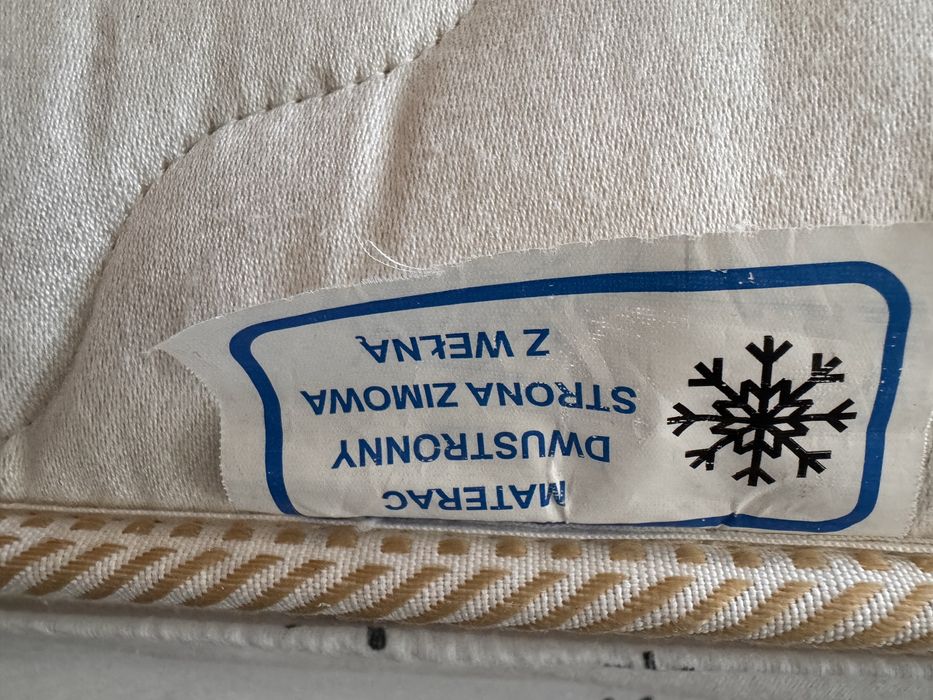 MATERAC
DWUSTRONNY
STRONA ZIMOWA
Z WEŁNĄ